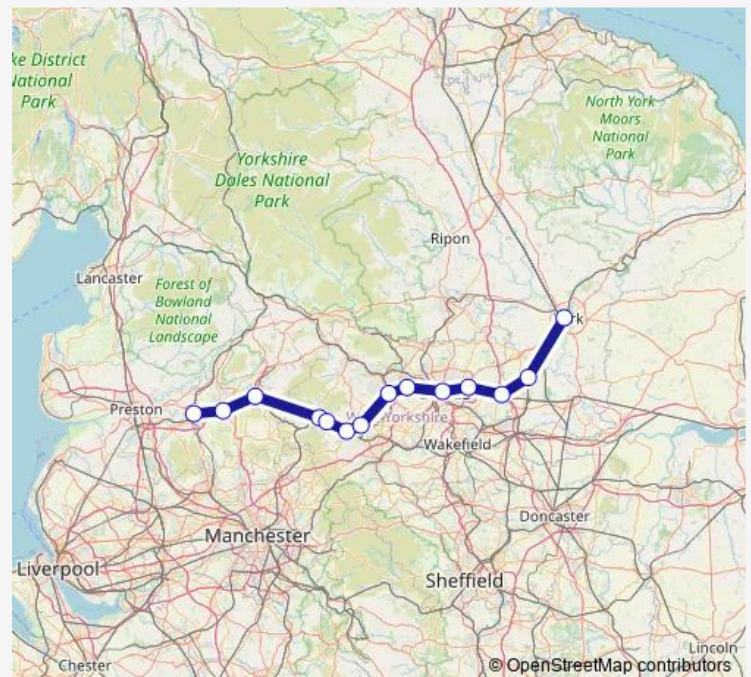 ke District
National
Park
North York
Moors
National
Park
Yorkshire
Dales National
Park
Ripon
Lancaster
Forest of
Bowland
National
Landscape
rk
Preston
Yorkshire
Wakefield
Doncaster
Manchester
Liverpool
Sheffield
Lincoln
Chester
© OpenStreetMap contributors